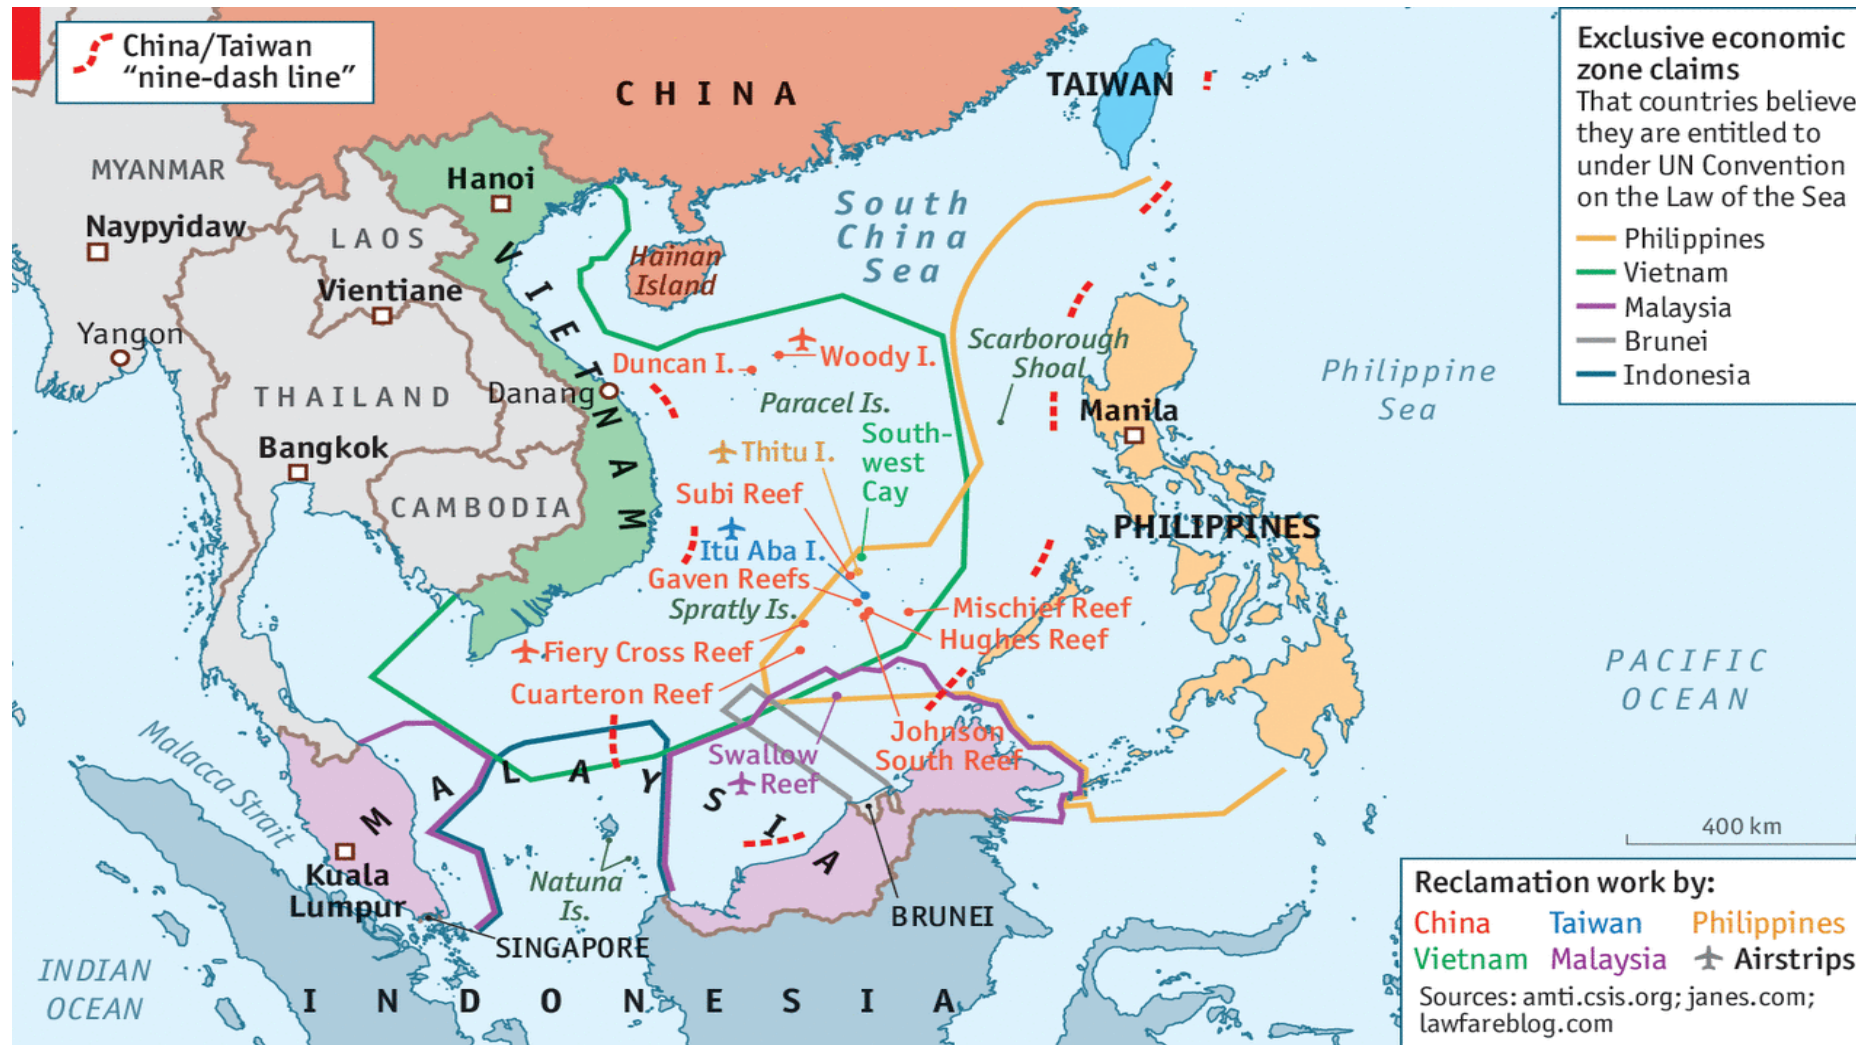 China/Taiwan
“nine-dash line”
CHINA
TAIWAN
Exclusive economic
zone claims
That countries believe
they are entitled to
under UN Convention
on the Law of the Sea
Philippines
Vietnam
Malaysia
Brunei
Indonesia
MYANMAR
Hanoi
Naypyidaw
LAOS
South
China
Sea
Hainan
Island
VIETNAM
Vientiane
Yangon
Scarborough
Shoal
Duncan I.
Woody I.
Philippine
Sea
THAILAND
Danang
Paracel Is.
Manila
Bangkok
Thitu I.
South-
west
Cay
Subi Reef
CAMBODIA
PHILIPPINES
Itu Aba I.
Gaven Reefs
Spratly Is.
Mischief Reef
Hughes Reef
Fiery Cross Reef
Cuarteron Reef
PACIFIC
OCEAN
Johnson
South Reef
Swallow
Reef
Malacca Strait
MALAYSIA
400 km
Kuala
Lumpur
Natuna
Is.
BRUNEI
SINGAPORE
INDIAN
OCEAN
INDONESIA
Reclamation work by:
China Taiwan Philippines
Vietnam Malaysia Airstrips
Sources: amti.csis.org; janes.com;
lawfareblog.com